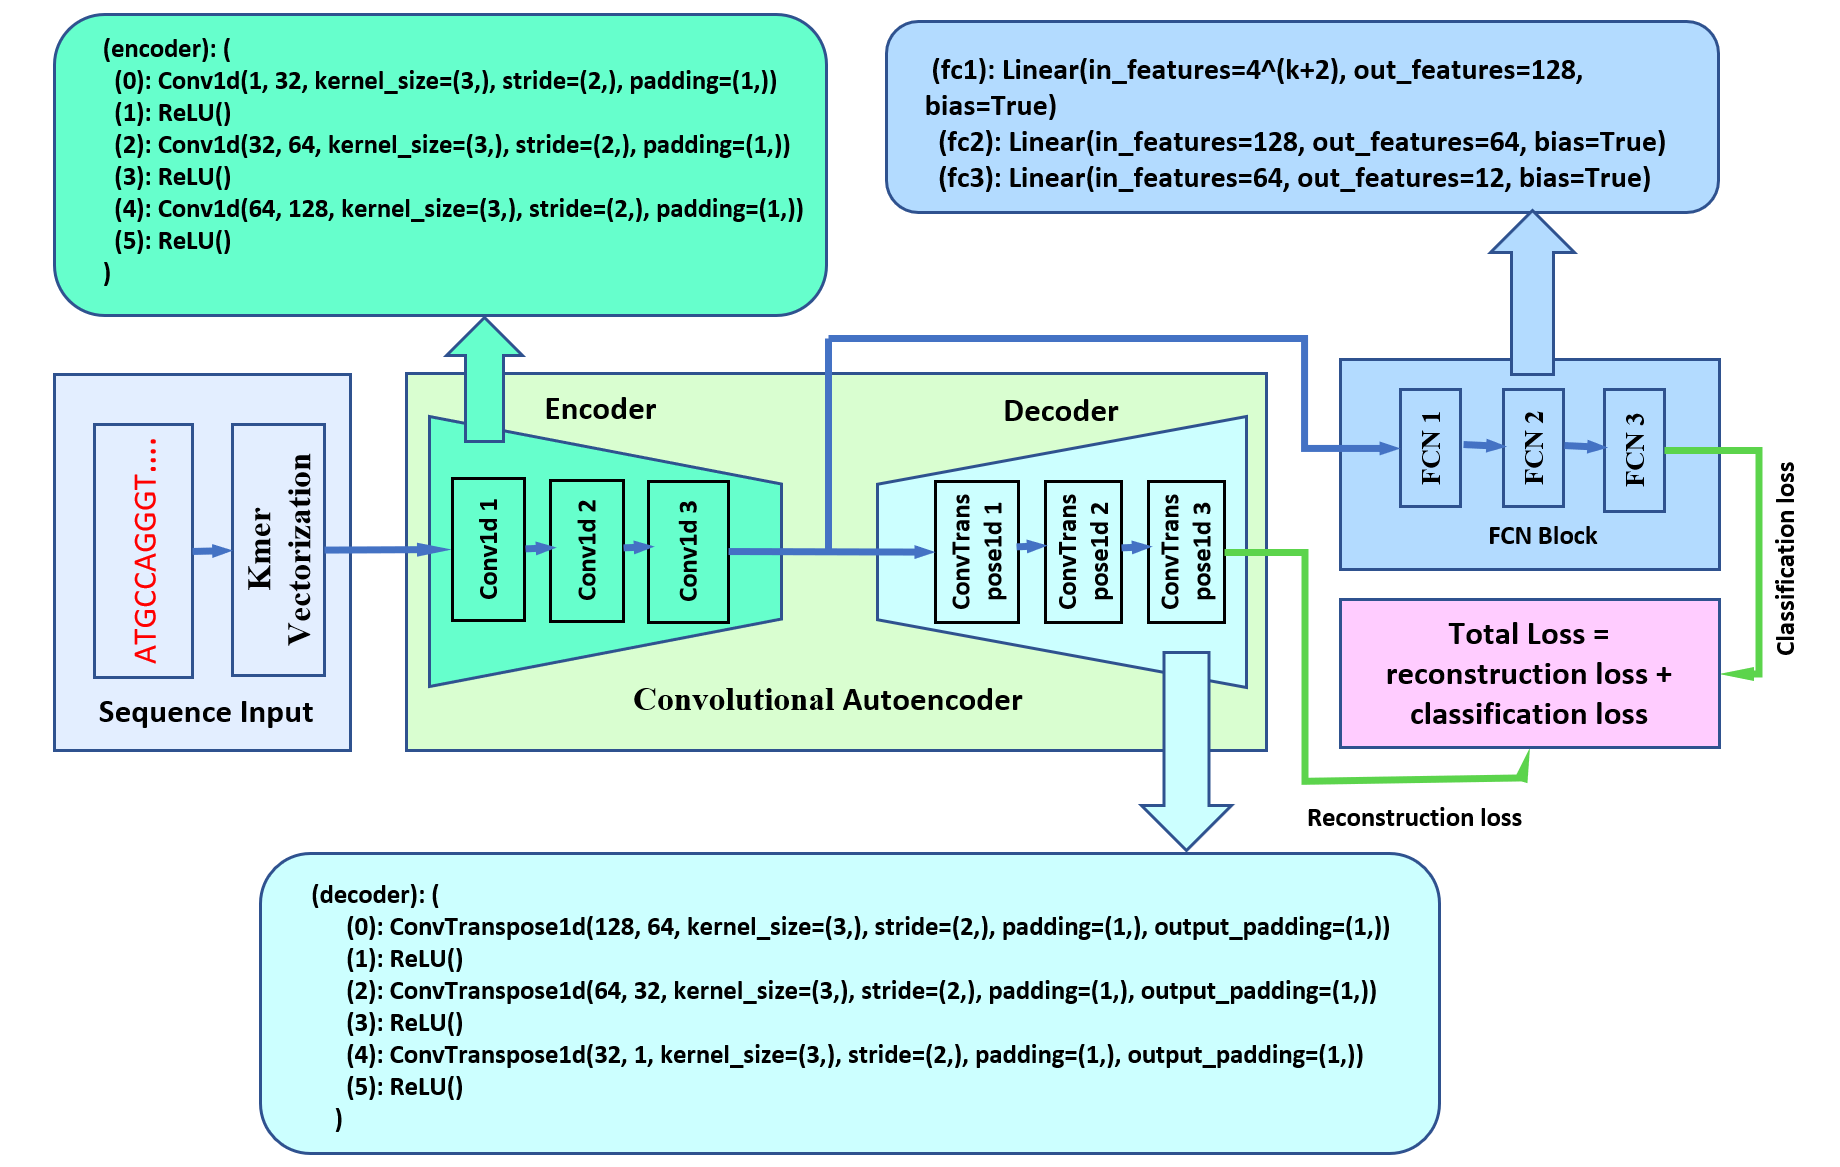 (encoder): (
(0): Conv1d(1, 32, kernel_size=(3,), stride=(2,), padding=(1,))
(1): ReLU()
(2): Conv1d(32, 64, kernel_size=(3,), stride=(2,), padding=(1,))
(3): ReLU()
(4): Conv1d(64, 128, kernel_size=(3,), stride=(2,), padding=(1,))
(5): ReLU()
)
(fc1): Linear(in_features=4^(k+2), out_features=128,
bias=True)
(fc2): Linear(in_features=128, out_features=64, bias=True)
(fc3): Linear(in_features=64, out_features=12, bias=True)
ATGCCAGGGT....
Kmer
Vectorization
Sequence Input
Encoder
Conv1d 1
Conv1d 2
Conv1d 3
Decoder
ConvTrans
pose1d 1
ConvTrans
pose1d 2
ConvTrans
pose1d 3
Convolutional Autoencoder
FCN 1
FCN 2
FCN 3
FCN Block
Classification loss
Total Loss =
reconstruction loss +
classification loss
Reconstruction loss
(decoder): (
(0): ConvTranspose1d(128, 64, kernel_size=(3,), stride=(2,), padding=(1,), output_padding=(1,))
(1): ReLU()
(2): ConvTranspose1d(64, 32, kernel_size=(3,), stride=(2,), padding=(1,), output_padding=(1,))
(3): ReLU()
(4): ConvTranspose1d(32, 1, kernel_size=(3,), stride=(2,), padding=(1,), output_padding=(1,))
(5): ReLU()
)